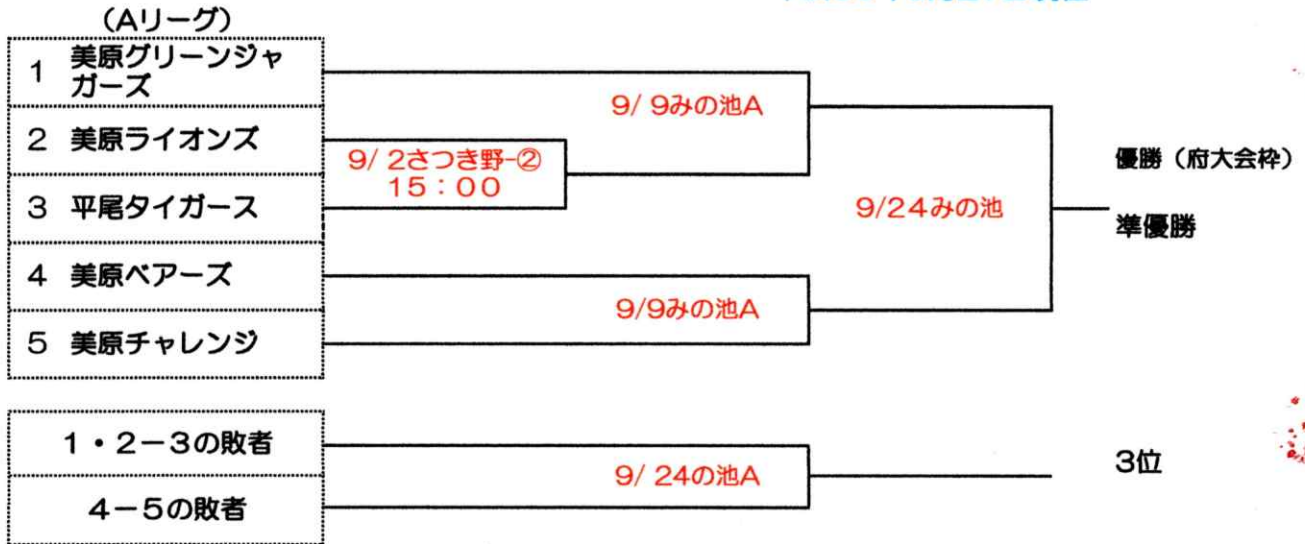 （Aリーグ）
1 美原グリーンジャ
ガーズ
2 美原ライオンズ
3 平尾タイガース
4 美原ベアーズ
5 美原チャレンジ
9/ 2さつき野-②
15：00
9/ 9みの池A
9/9みの池A
9/24みの池
優勝（府大会枠）
準優勝
1・2－3の敗者
4－5の敗者
9/ 24の池A
3位